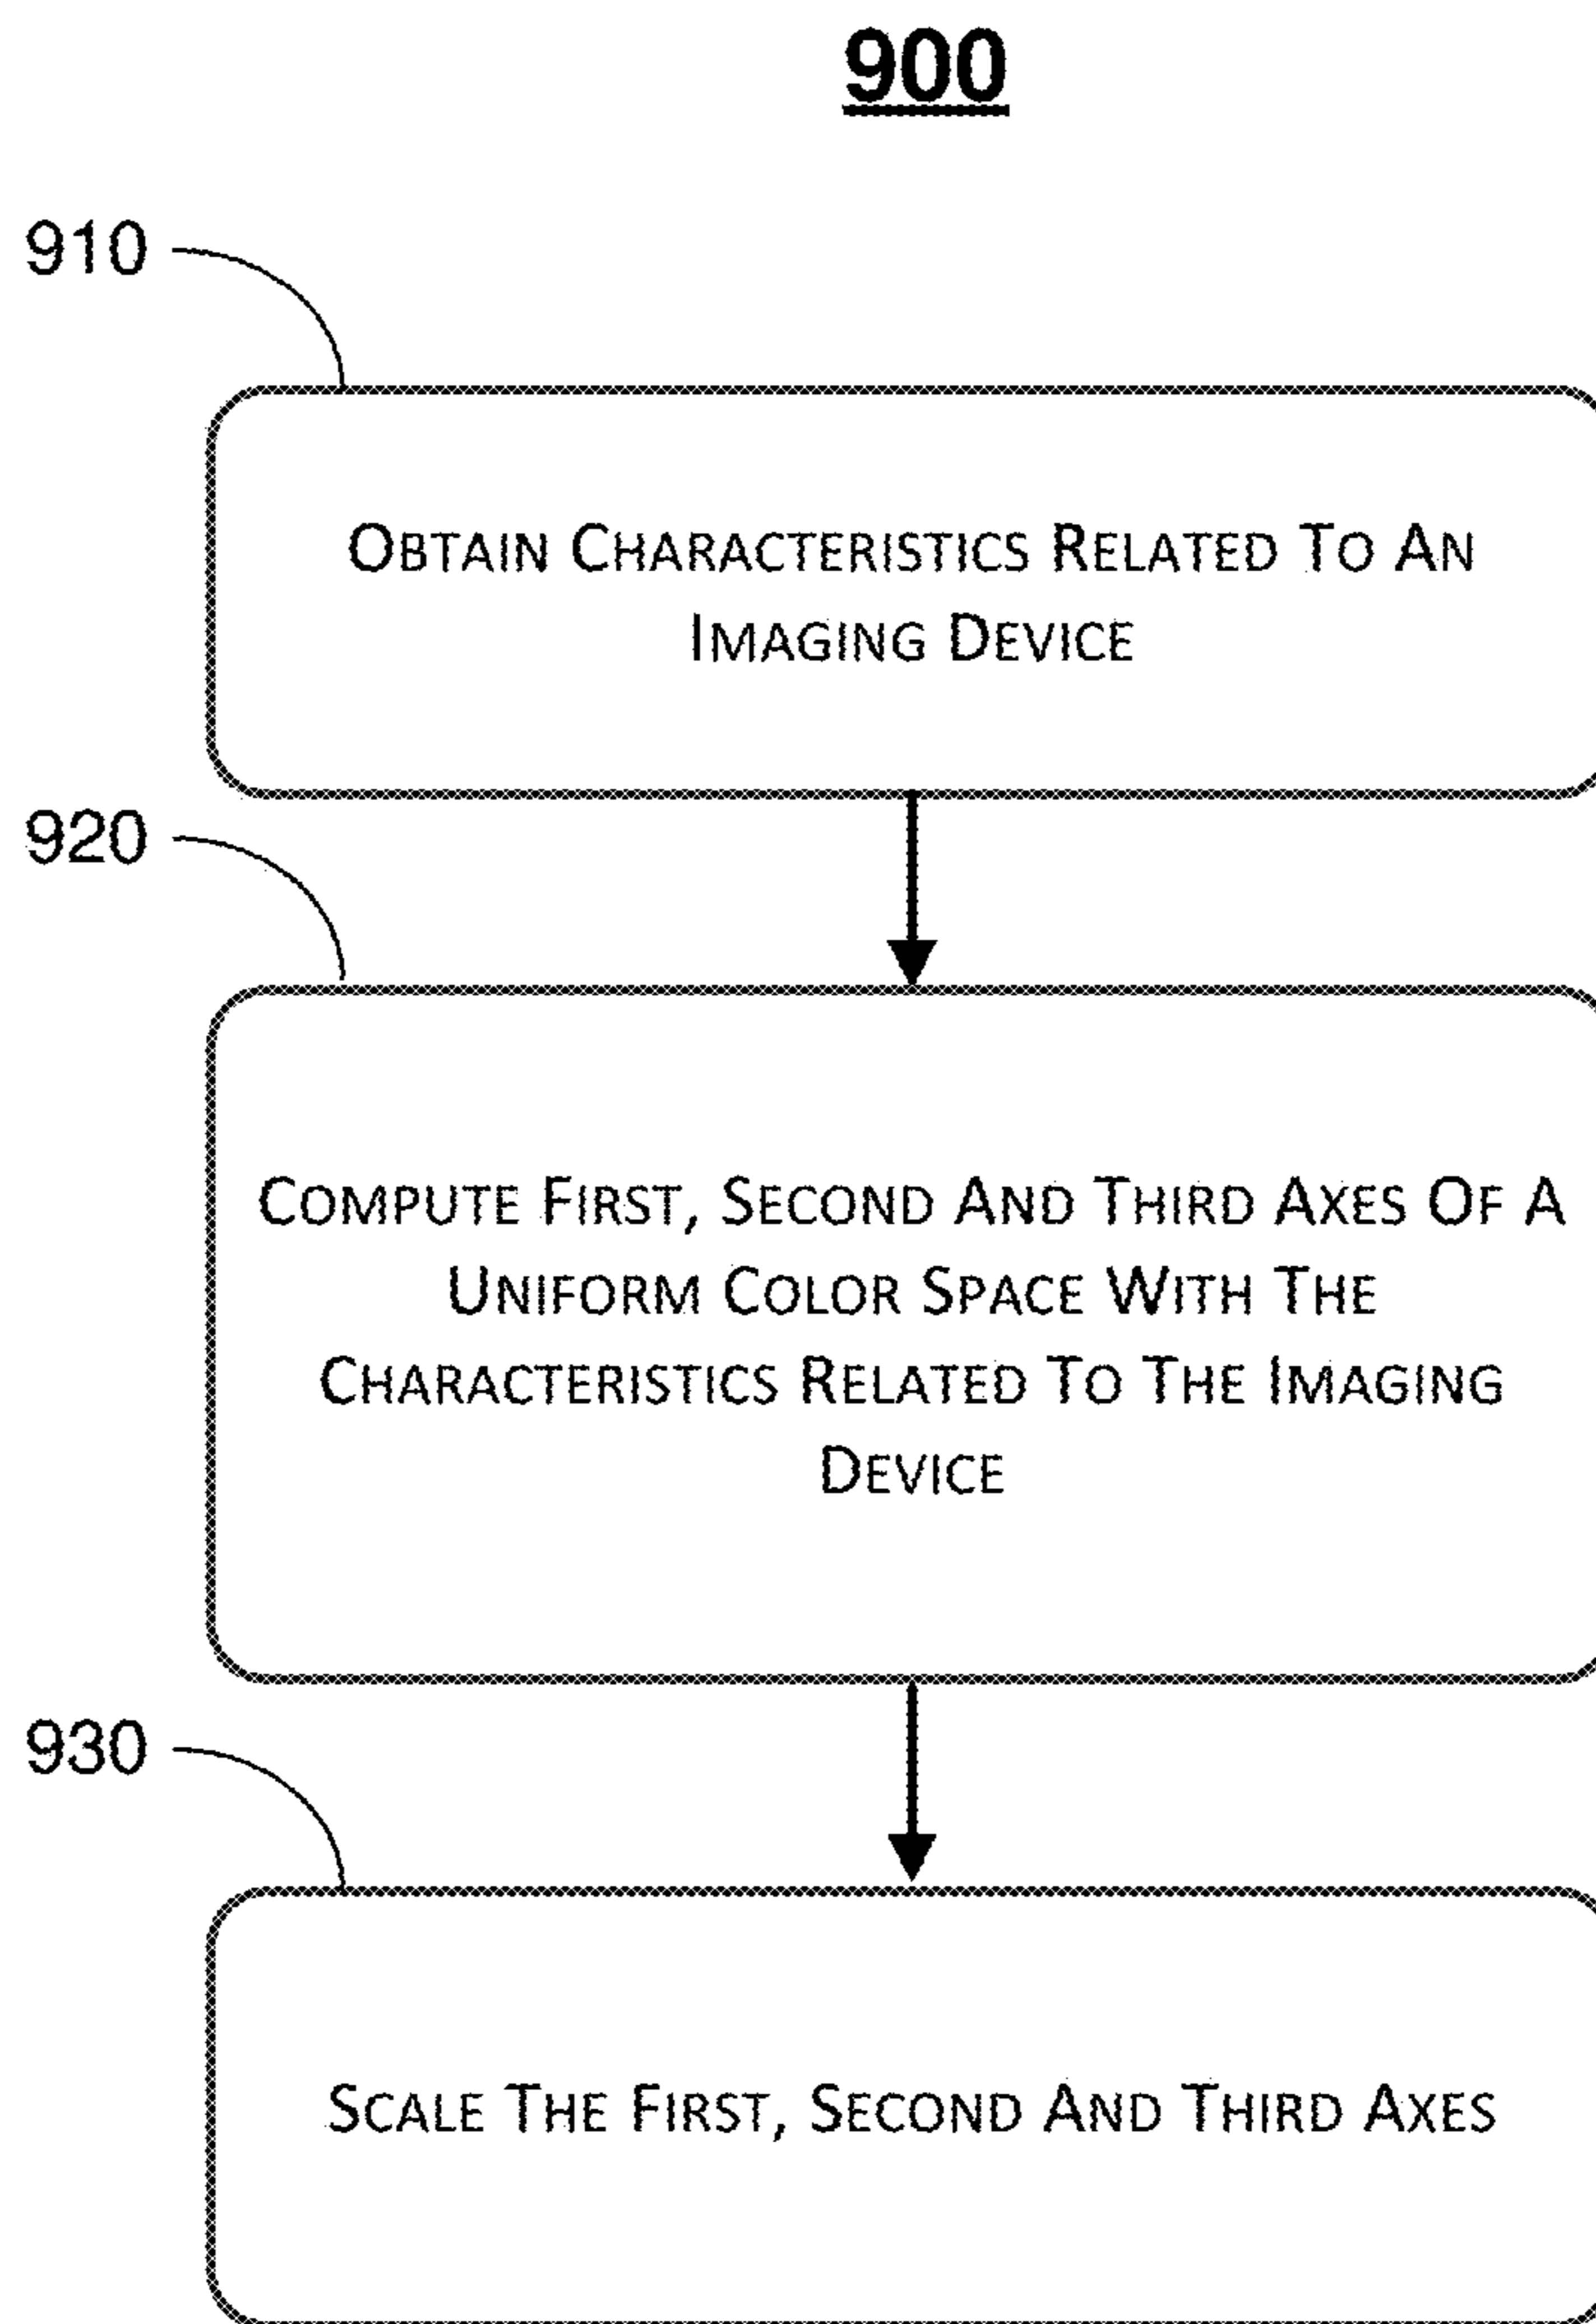 900
910
OBTAIN CHARACTERISTICS RELATED TO AN
IMAGING DEVICE
920
COMPUTE FIRST, SECOND AND THIRD AXES OF A
UNIFORM COLOR SPACE WITH THE
CHARACTERISTICS RELATED TO THE IMAGING
DEVICE
930
SCALE THE FIRST, SECOND AND THIRD AXES